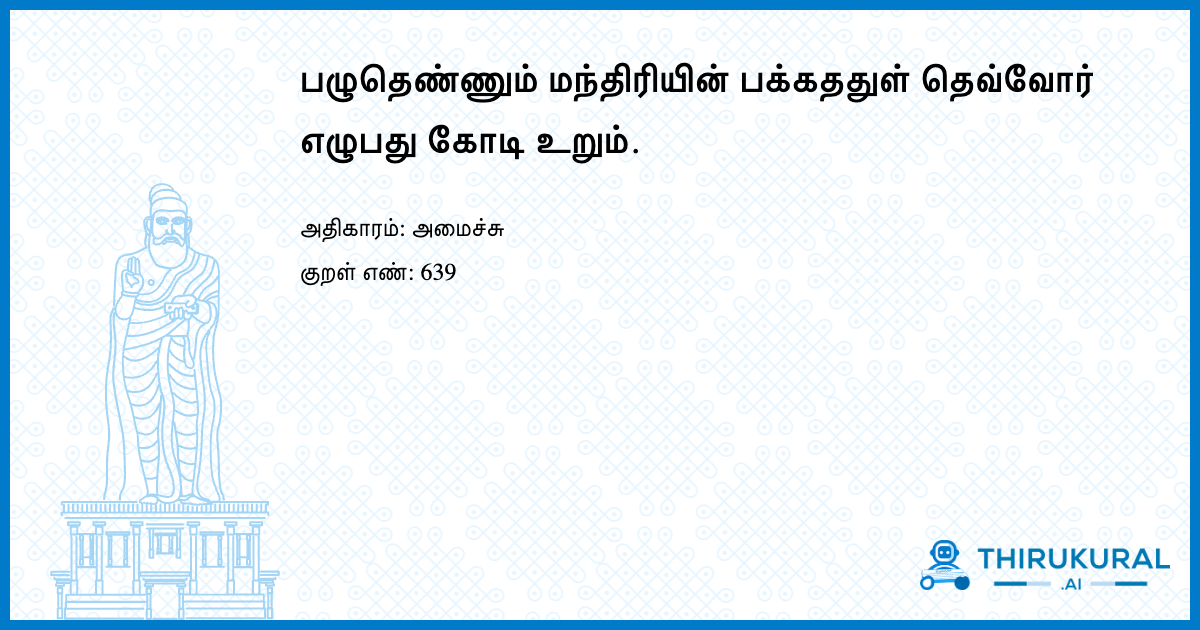 பழுதெண்ணும் மந்திரியின் பக்கததுள் தெவ்வோர்
எழுபது கோடி உறும்.
அதிகாரம்: அமைச்சு
குறள் எண்: 639
THIRUKURAL
.AI